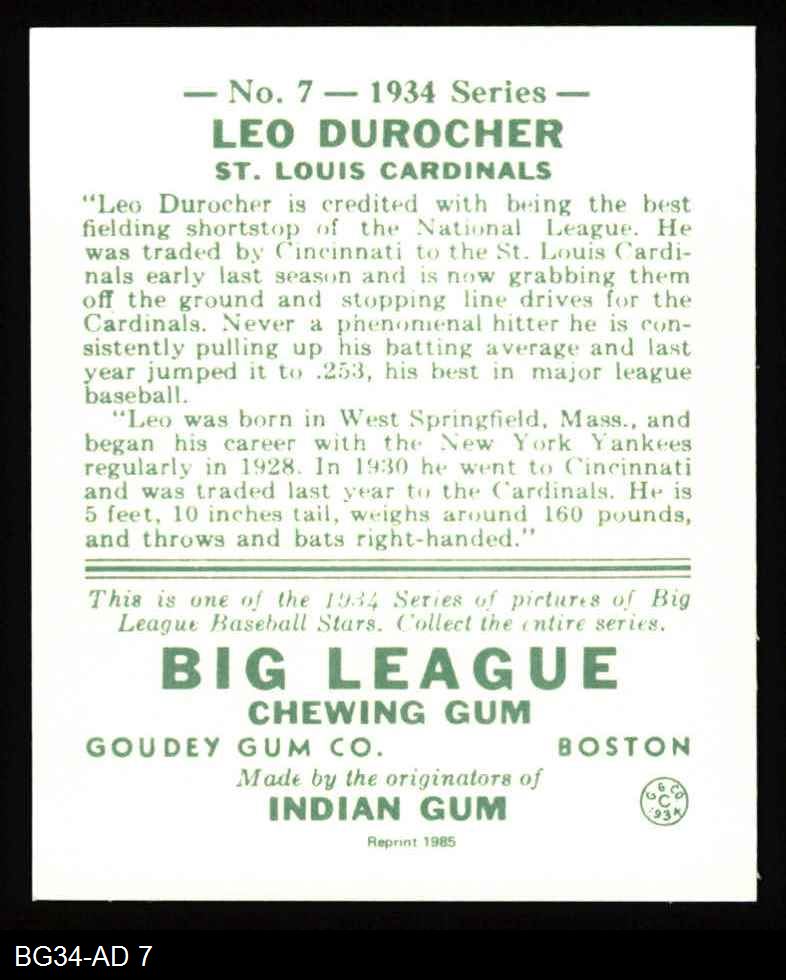 — No. 7 — 1934 Series —
LEO DUROCHER
ST. LOUIS CARDINALS
"Leo Durocher is credited with being the best
fielding shortstop of the National League. He
was traded by Cincinnati to the St. Louis Cardi-
nals early last season and is now grabbing them
off the ground and stopping line drives for the
Cardinals. Never a phenomenal hitter he is con-
sistently pulling up his batting average and last
year jumped it to .253, his best in major league
baseball.
"Leo was born in West Springfield, Mass., and
began his career with the New York Yankees
regularly in 1928. In 1930 he went to Cincinnati
and was traded last year to the Cardinals. He is
5 feet, 10 inches tall, weighs around 160 pounds,
and throws and bats right-handed."
This is one of the 1934 Series of pictures of Big
League Baseball Stars. Collect the entire series.
BIG LEAGUE
CHEWING GUM
GOUDEY GUM CO. BOSTON
Made by the originators of
INDIAN GUM
G G CO
C
1934
Reprint 1985
BG34-AD 7